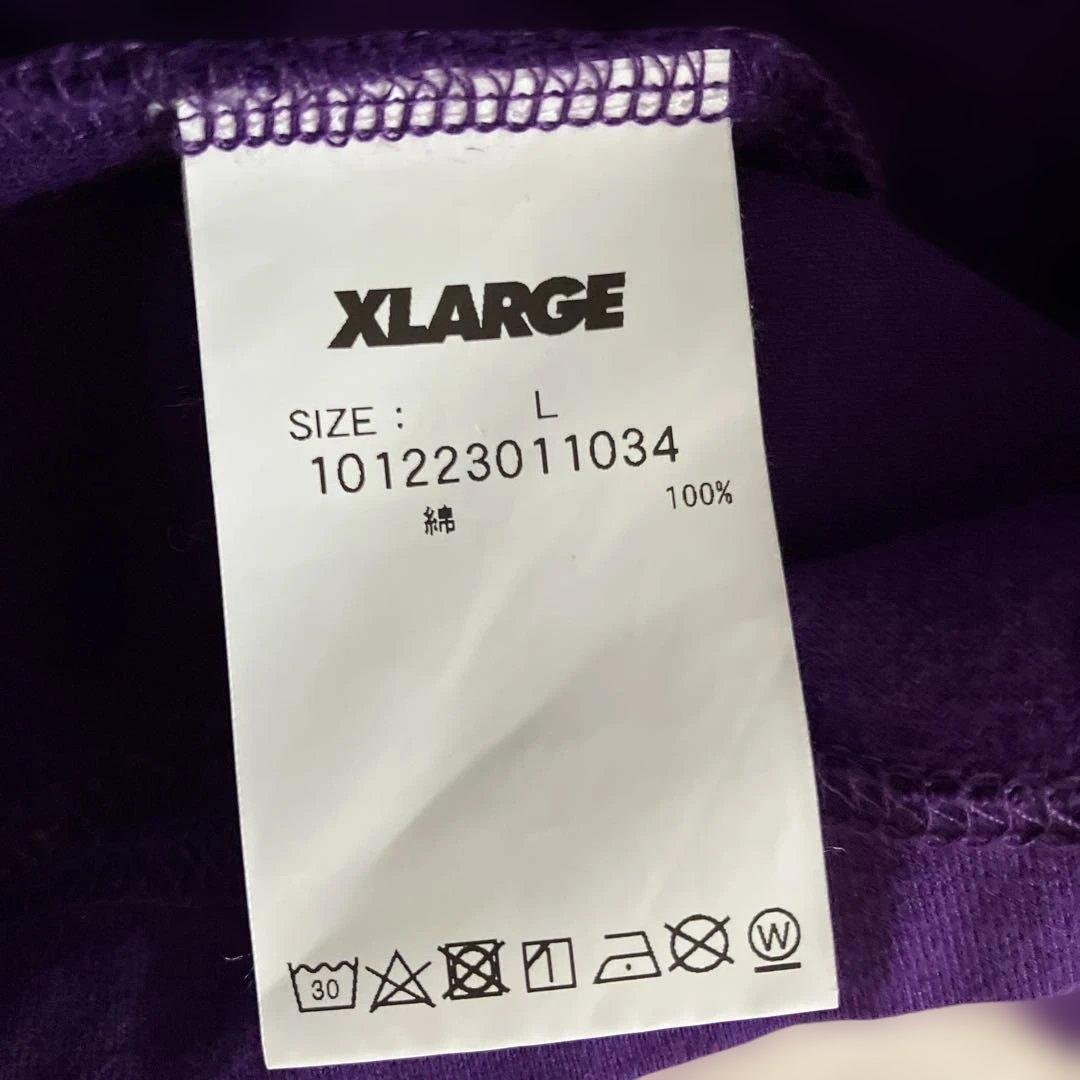 XLARGE
SIZE : L
101223011034
綿 100%
30 W